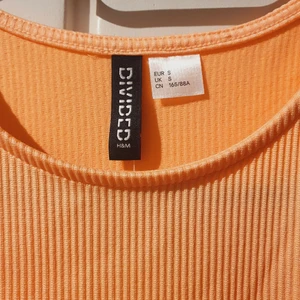 DIVIDED
H&M
EUR S
UK S
CN 165/88A